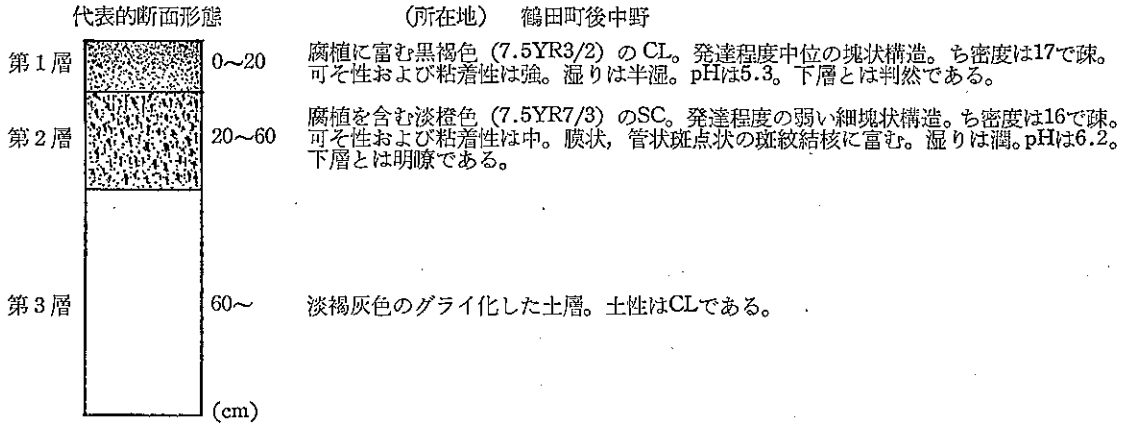 代表的断面形態 (所在地) 鶴田町後中野
第1層 0〜20 腐植に富む黒褐色 (7.5YR3/2) の CL。発達程度中位の塊状構造。ち密度は17で疎。
可そ性および粘着性は強。湿りは半湿。pHは5.3。下層とは判然である。
第2層 20〜60 腐植を含む淡橙色 (7.5YR7/3) のSC。発達程度の弱い細塊状構造。ち密度は16で疎。
可そ性および粘着性は中。膜状,管状斑点状の斑紋結核に富む。湿りは潤。pHは6.2。
下層とは明瞭である。
第3層 60〜 淡褐灰色のグライ化した土層。土性はCLである。
(cm)